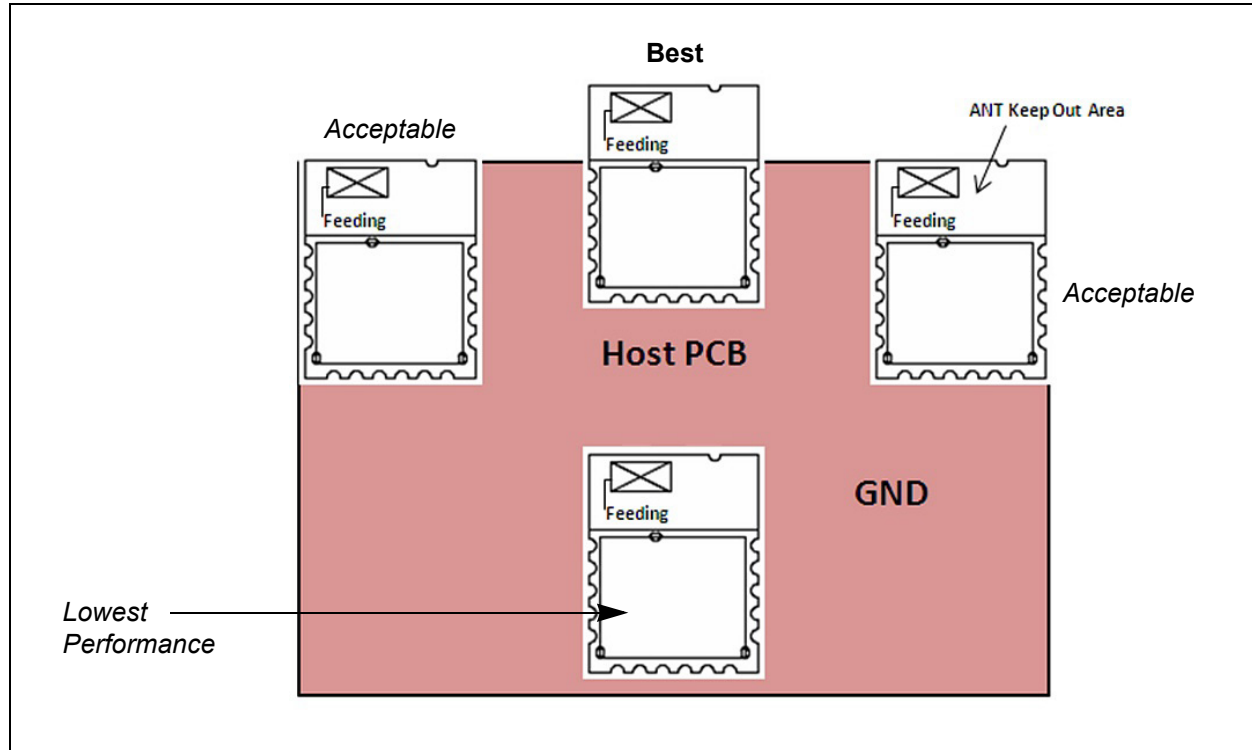 Best
Acceptable
ANT Keep Out Area
Feeding
Feeding
Feeding
Acceptable
Host PCB
GND
Feeding
Lowest
Performance